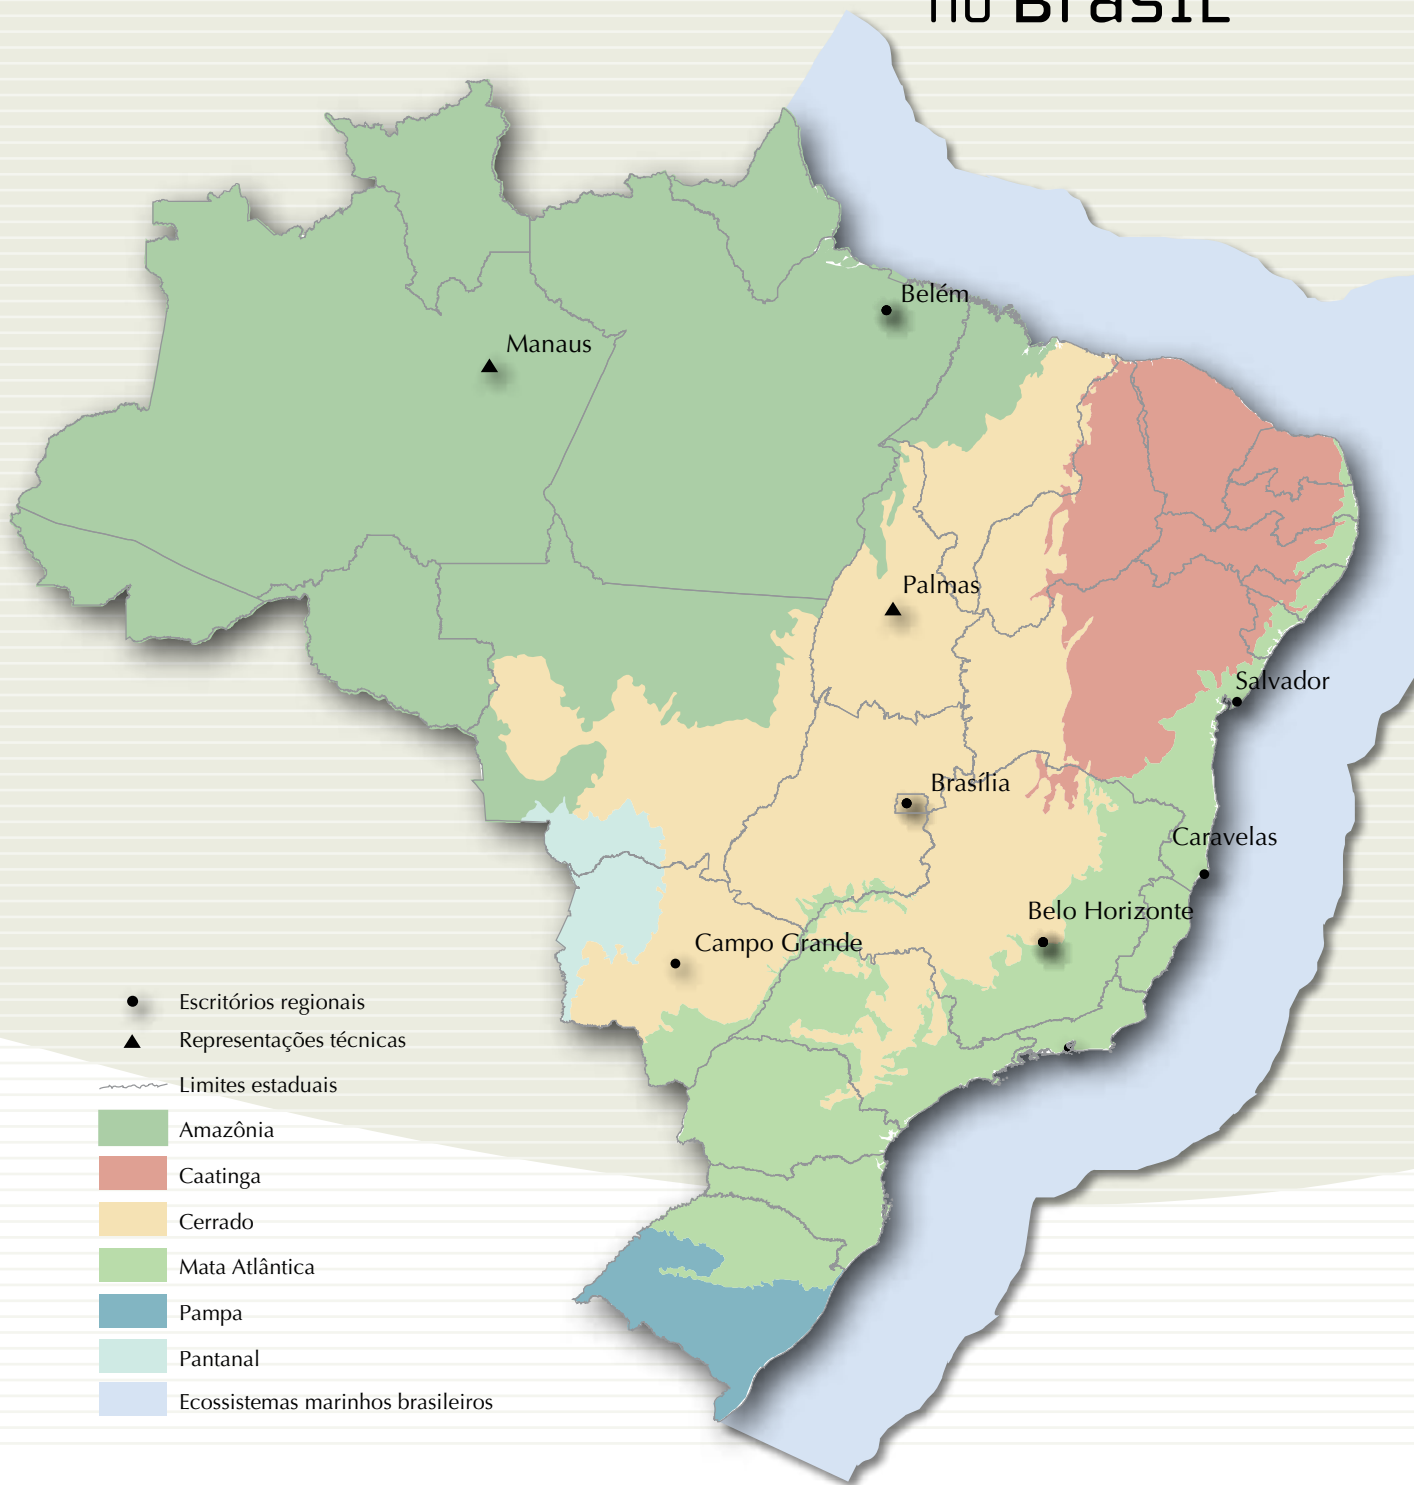 no Brasil
Belém
Manaus
Palmas
Salvador
Brasília
Caravelas
Belo Horizonte
Campo Grande
Escritórios regionais
Representações técnicas
Limites estaduais
Amazônia
Caatinga
Cerrado
Mata Atlântica
Pampa
Pantanal
Ecossistemas marinhos brasileiros